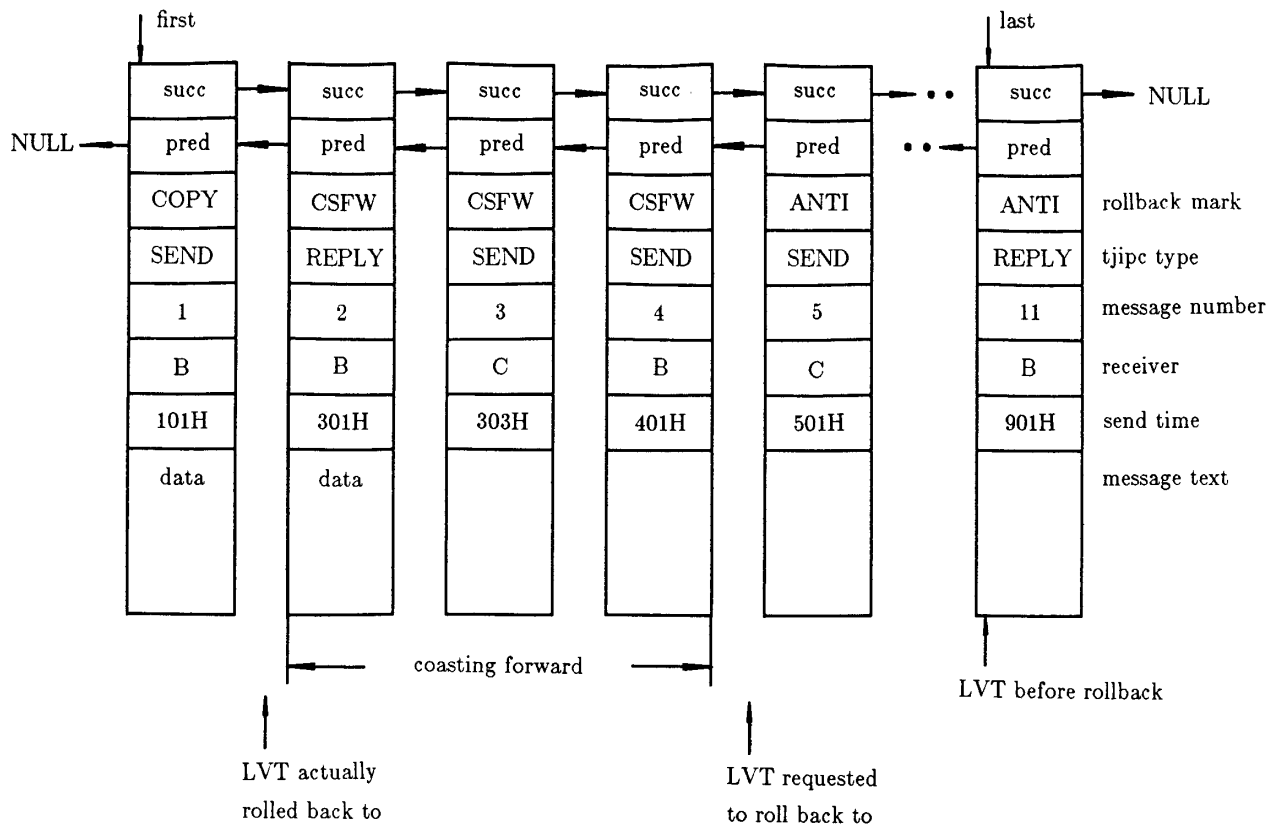 first last
succ succ succ succ succ succ NULL
NULL pred pred pred pred pred pred
COPY CSFW CSFW CSFW ANTI ANTI rollback mark
SEND REPLY SEND SEND SEND REPLY tjipc type
1 2 3 4 5 11 message number
B B C B C B receiver
101H 301H 303H 401H 501H 901H send time
data data message text
coasting forward
LVT before rollback
LVT actually
rolled back to
LVT requested
to roll back to